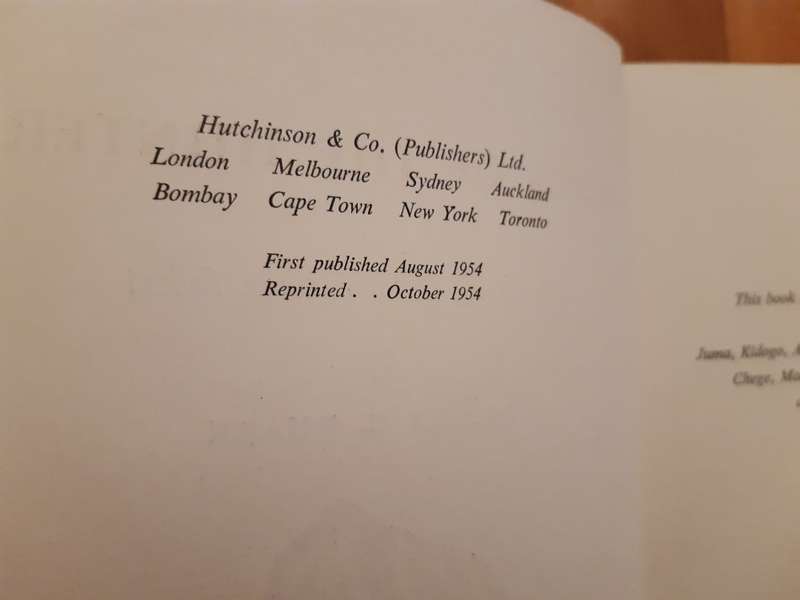 Hutchinson & Co. (Publishers) Ltd.
London Melbourne Sydney Auckland
Bombay Cape Town New York Toronto
First published August 1954
Reprinted . . October 1954
This book
Juma, Kidogo,
Chege,